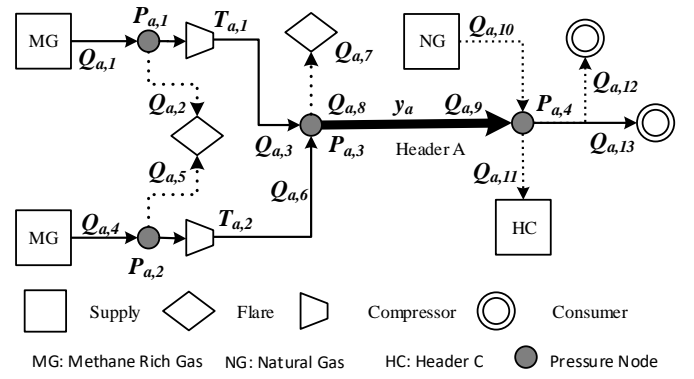 MG
P_{a,1}
T_{a,1}
Q_{a,1}
Q_{a,2}
Q_{a,7}
NG
Q_{a,10}
Q_{a,12}
Q_{a,8}
y_a
Q_{a,9}
P_{a,4}
Q_{a,3}
P_{a,3}
Header A
Q_{a,13}
Q_{a,5}
Q_{a,6}
Q_{a,11}
MG
Q_{a,4}
T_{a,2}
P_{a,2}
HC
Supply Flare Compressor Consumer
MG: Methane Rich Gas NG: Natural Gas HC: Header C Pressure Node